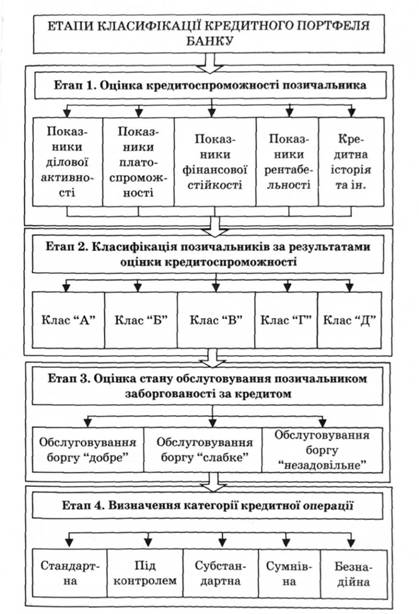 ЕТАПИ КЛАСИФІКАЦІЇ КРЕДИТНОГО ПОРТФЕЛЯ
БАНКУ
Етап 1. Оцінка кредитоспроможності позичальника
Показ-
ники
ділової
активно-
сті
Показ-
ники
плато-
спромож-
ності
Показ-
ники
фінансової
стійкості
Показ-
ники
рентабе-
льності
Кре-
дитна
історія
та ін.
Етап 2. Класифікація позичальників за результатами
оцінки кредитоспроможності
Клас “А”
Клас “Б”
Клас “В”
Клас “Г”
Клас “Д”
Етап 3. Оцінка стану обслуговування позичальником
заборгованості за кредитом
Обслуговування
боргу “добре”
Обслуговування
боргу “слабке”
Обслуговування
боргу
“незадовільне”
Етап 4. Визначення категорії кредитної операції
Стандарт-
на
Під
контролем
Субстан-
дартна
Сумнів-
на
Безна-
дійна